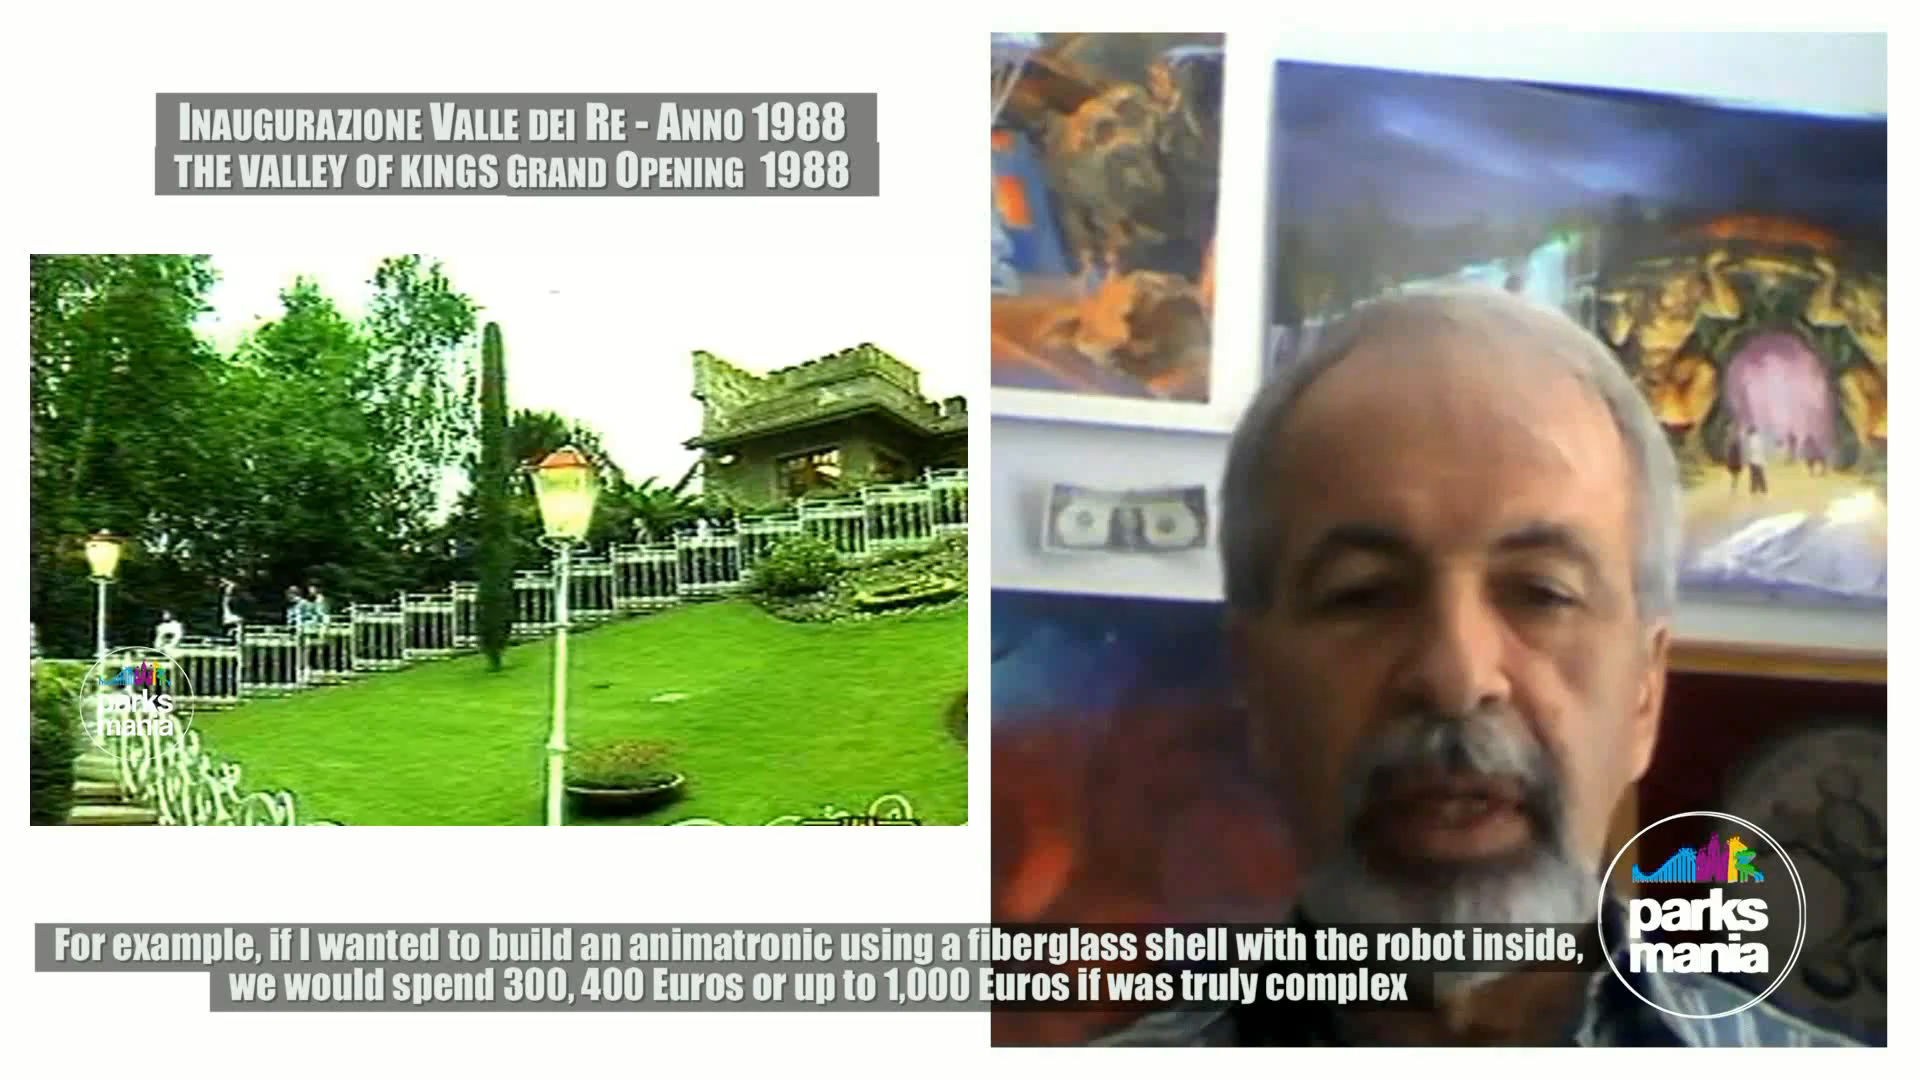 INAUGURAZIONE VALLE DEI RE - ANNO 1988
THE VALLEY OF KINGS GRAND OPENING 1988
parks
mania
For example, if I wanted to build an animatronic using a fiberglass shell with the robot inside,
we would spend 300, 400 Euros or up to 1,000 Euros if was truly complex
parks
mania